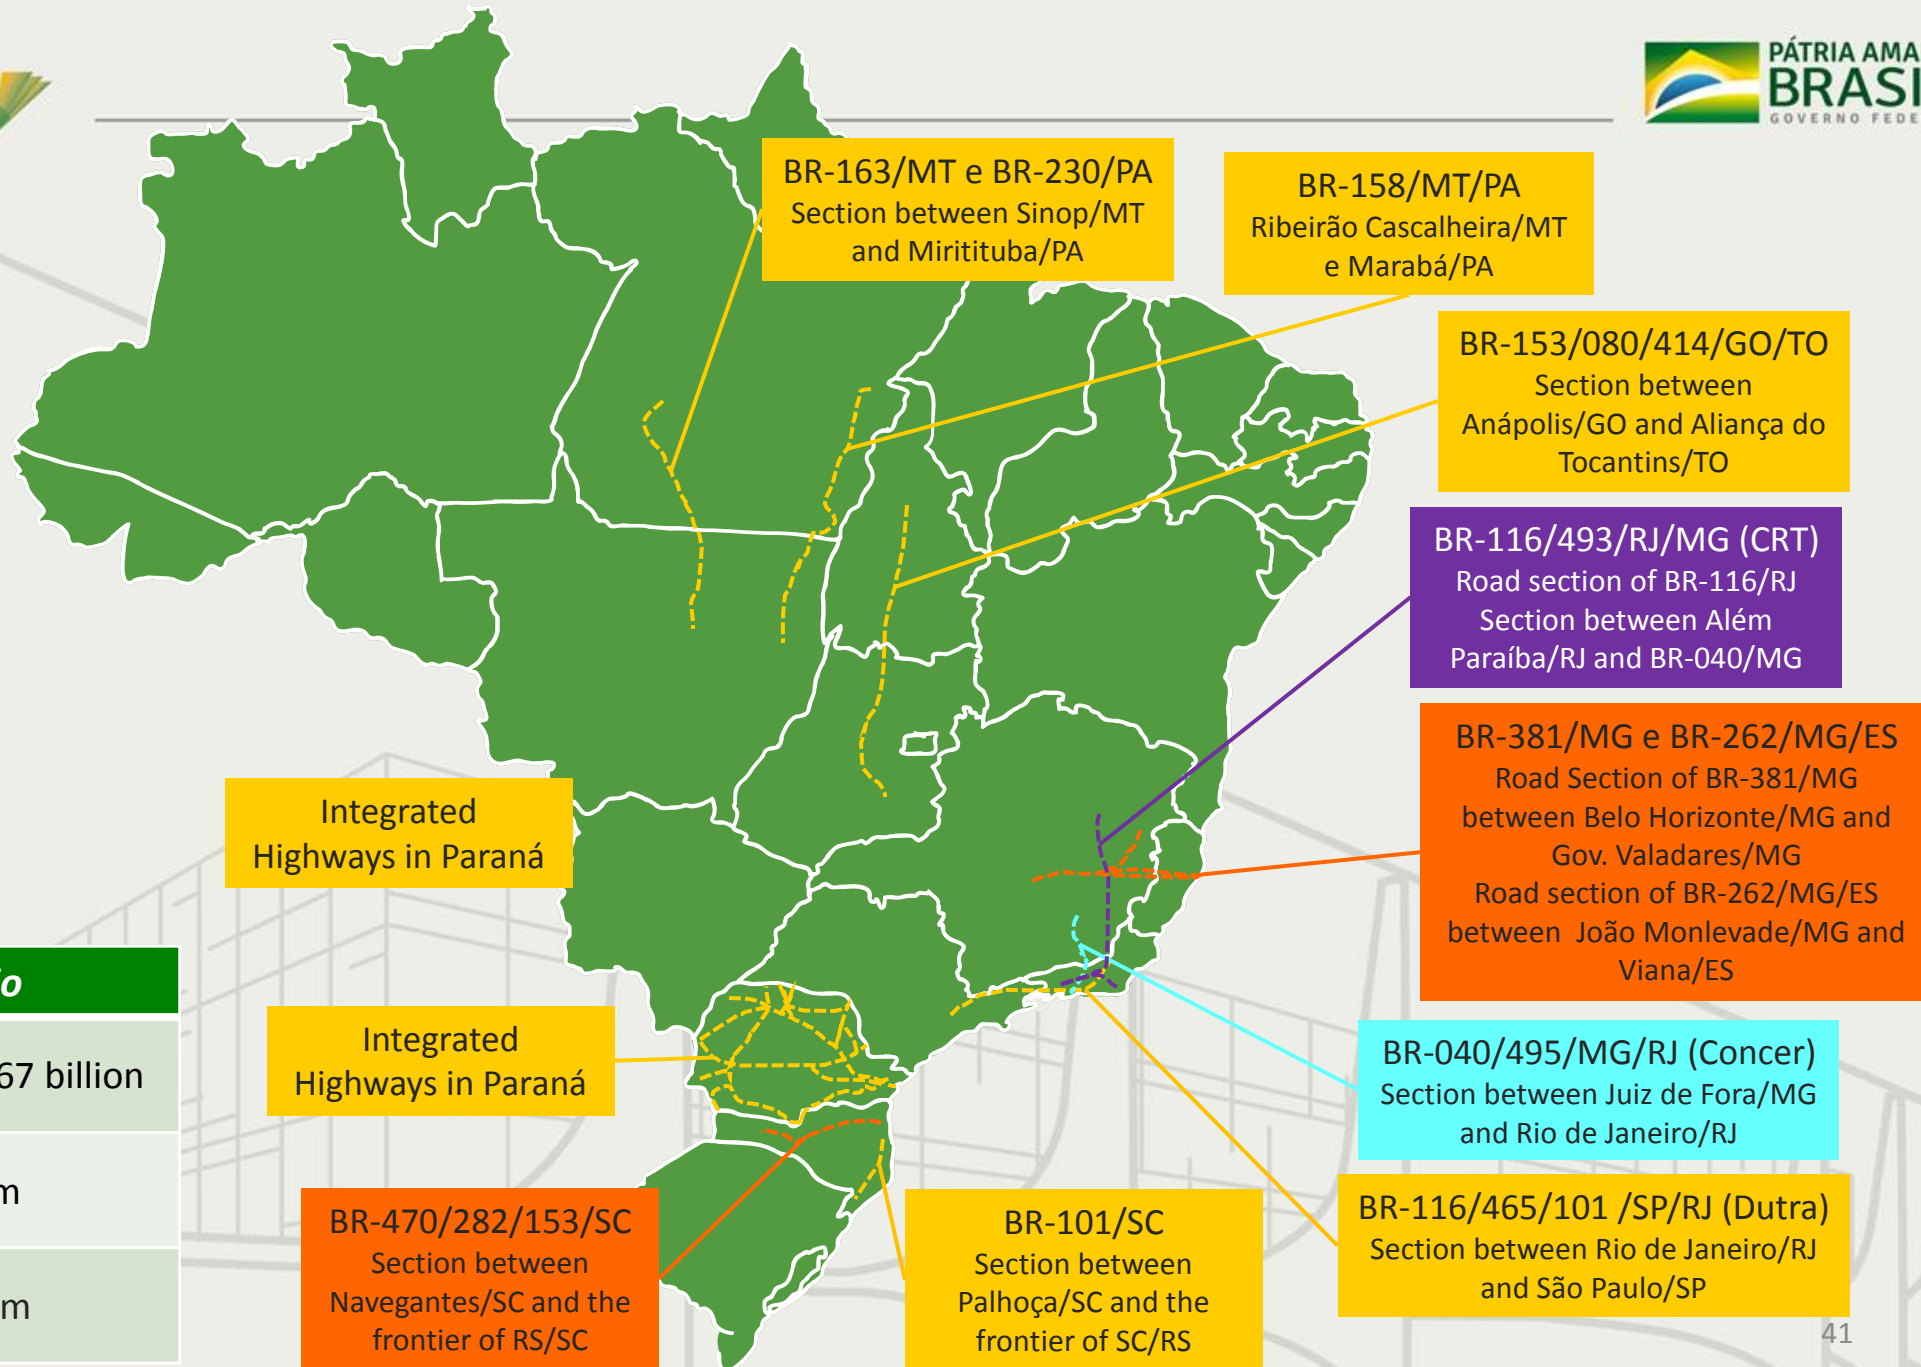 PÁTRIA AMA
BRASI
GOVERNO FEDE
BR-163/MT e BR-230/PA
Section between Sinop/MT
and Miritituba/PA
BR-158/MT/PA
Ribeirão Cascalheira/MT
e Marabá/PA
BR-153/080/414/GO/TO
Section between
Anápolis/GO and Aliança do
Tocantins/TO
BR-116/493/RJ/MG (CRT)
Road section of BR-116/RJ
Section between Além
Paraíba/RJ and BR-040/MG
BR-381/MG e BR-262/MG/ES
Road Section of BR-381/MG
between Belo Horizonte/MG and
Gov. Valadares/MG
Road section of BR-262/MG/ES
between João Monlevade/MG and
Viana/ES
Integrated
Highways in Paraná
Integrated
Highways in Paraná
o
67 billion
m
m
BR-040/495/MG/RJ (Concer)
Section between Juiz de Fora/MG
and Rio de Janeiro/RJ
BR-116/465/101 /SP/RJ (Dutra)
Section between Rio de Janeiro/RJ
and São Paulo/SP
BR-470/282/153/SC
Section between
Navegantes/SC and the
frontier of RS/SC
BR-101/SC
Section between
Palhoça/SC and the
frontier of SC/RS
41